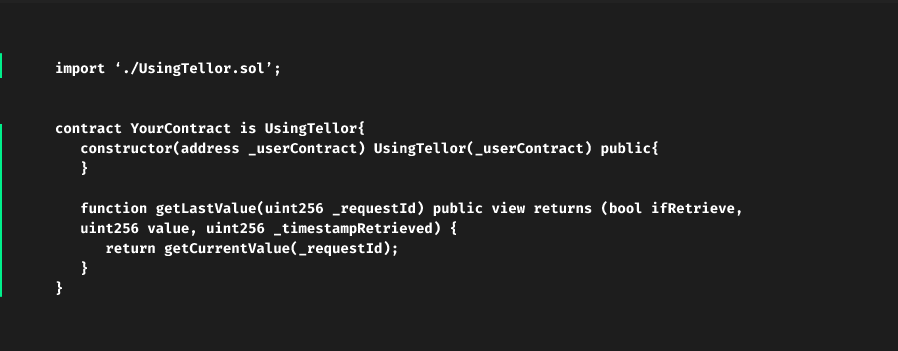 import ‘./UsingTellor.sol’;
contract YourContract is UsingTellor{
constructor(address _userContract) UsingTellor(_userContract) public{
}
function getLastValue(uint256 _requestId) public view returns (bool ifRetrieve,
uint256 value, uint256 _timestampRetrieved) {
return getCurrentValue(_requestId);
}
}